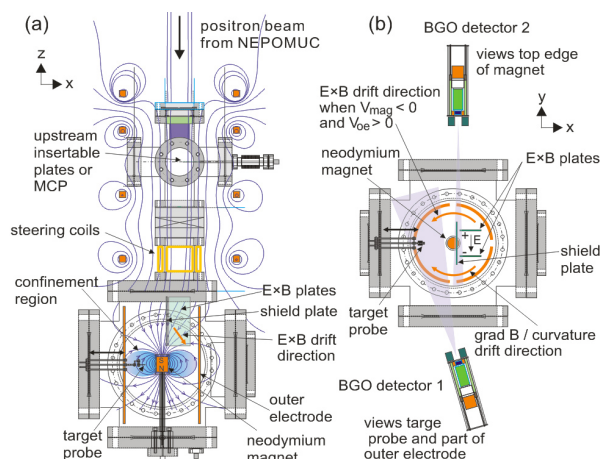 (a)
z
x
positron beam
from NEPOMUC
upstream
insertable
plates or
MCP
steering coils
confinement
region
E×B plates
shield plate
E×B drift
direction
outer
electrode
target
probe
neodymium
magnet
(b)
BGO detector 2
views top edge
of magnet
E×B drift direction
when Vmag < 0
and Voe > 0
y
x
neodymium
magnet
E×B plates
+
E
-
shield
plate
target
probe
grad B / curvature
drift direction
BGO detector 1
views targe
probe and part of
outer electrode